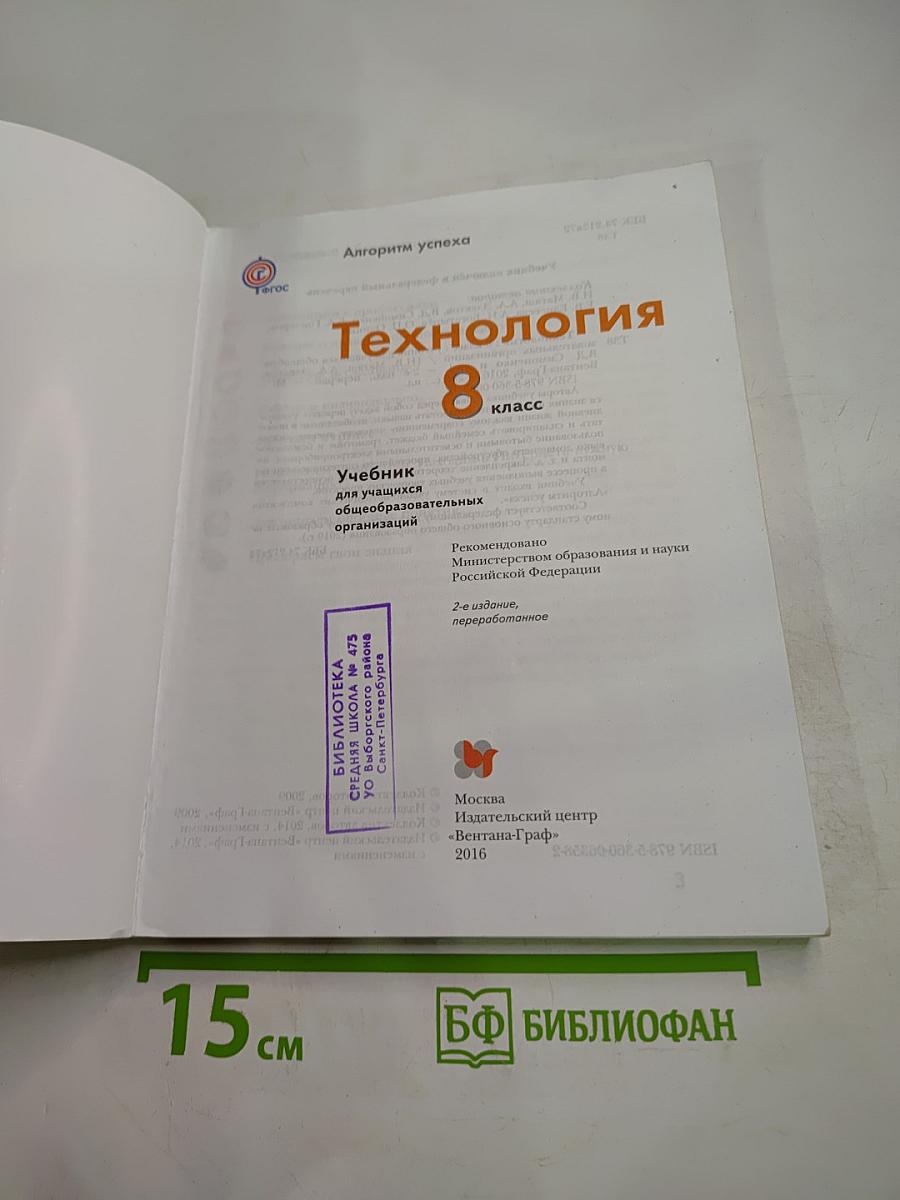 Алгоритм успеха
ФГОС
Технология
8 класс
Учебник
для учащихся
общеобразовательных
организаций
Рекомендовано
Министерством образования и науки
Российской Федерации
2-е издание,
переработанное
БИБЛИОТЕКА
СРЕДНЯЯ ШКОЛА № 475
УО Выборгского района
Санкт-Петербурга
Москва
Издательский центр
«Вентана-Граф»
2016
15 см
БФ БИБЛИОФАН